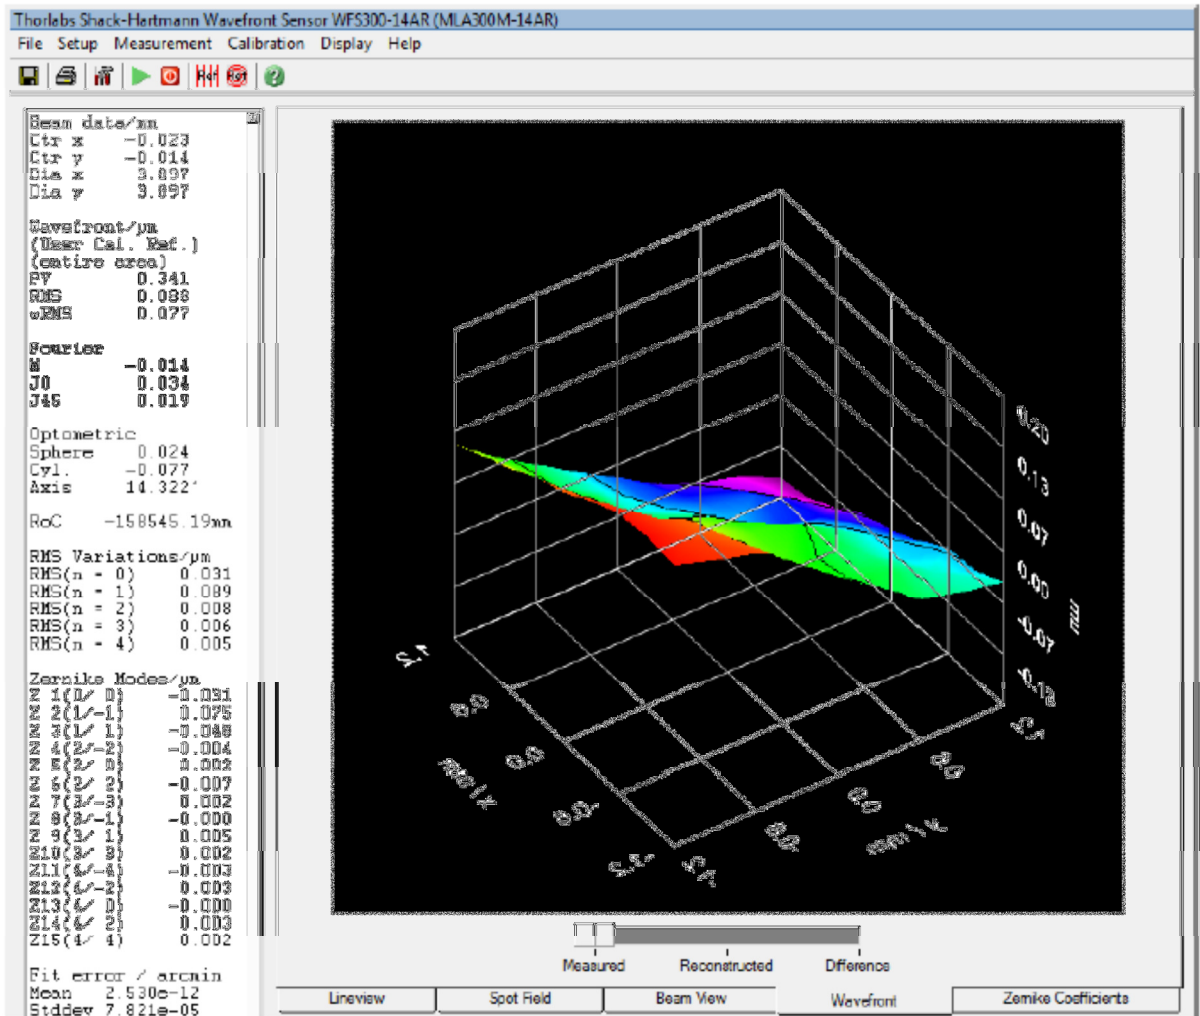 Thorlabs Shack-Hartmann Wavefront Sensor WFS300-14AR (MLA300M-14AR)
File Setup Measurement Calibration Display Help
Beam data/mm
Ctr x -0.023
Ctr y -0.014
Dia x 3.897
Dia y 3.897
Wavefront/µm
(User Cal. Ref.)
(entire area)
PV 0.341
RMS 0.088
wRMS 0.077
Fourier
M -0.014
J0 0.034
J45 0.019
Optometric
Sphere 0.024
Cyl. -0.077
Axis 14.322°
RoC -158545.19mm
RMS Variations/µm
RMS(n = 0) 0.031
RMS(n = 1) 0.089
RMS(n = 2) 0.008
RMS(n = 3) 0.006
RMS(n = 4) 0.005
Zernike Modes/µm
Z 1(0/ 0) -0.031
Z 2(1/-1) 0.075
Z 3(1/ 1) -0.048
Z 4(2/-2) -0.004
Z 5(2/ 0) 0.002
Z 6(2/ 2) -0.007
Z 7(3/-3) 0.002
Z 8(3/-1) -0.000
Z 9(3/ 1) 0.005
Z10(3/ 3) 0.002
Z11(4/-4) -0.003
Z12(4/-2) 0.003
Z13(4/ 0) -0.000
Z14(4/ 2) 0.003
Z15(4/ 4) 0.002
Fit error / arcmin
Mean 2.530e-12
Stddev 7.821e-05
0.20
0.13
0.07
0.00
-0.07
-0.13
µm
0.0
0.0
Measured Reconstructed Difference
Lineview Spot Field Beam View Wavefront Zernike Coefficients